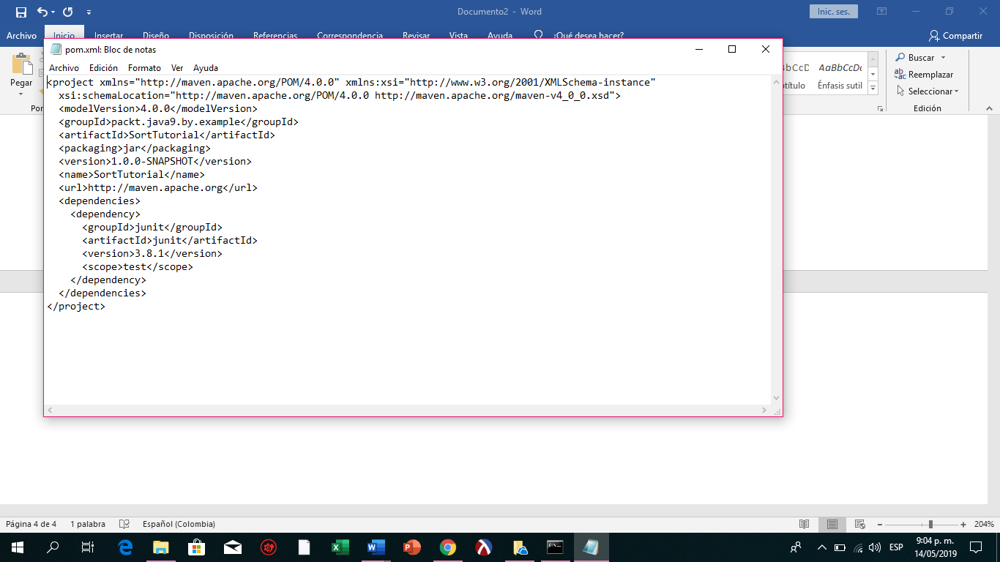 Documento2 - Word
Inic. ses.
Archivo Inicio Insertar Diseño Disposición Referencias Correspondencia Revisar Vista Ayuda ¿Qué desea hacer? Compartir
pom.xml: Bloc de notas
Archivo Edición Formato Ver Ayuda
<project xmlns="http://maven.apache.org/POM/4.0.0" xmlns:xsi="http://www.w3.org/2001/XMLSchema-instance"
  xsi:schemaLocation="http://maven.apache.org/POM/4.0.0 http://maven.apache.org/maven-v4_0_0.xsd">
  <modelVersion>4.0.0</modelVersion>
  <groupId>packt.java9.by.example</groupId>
  <artifactId>SortTutorial</artifactId>
  <packaging>jar</packaging>
  <version>1.0.0-SNAPSHOT</version>
  <name>SortTutorial</name>
  <url>http://maven.apache.org</url>
  <dependencies>
    <dependency>
      <groupId>junit</groupId>
      <artifactId>junit</artifactId>
      <version>3.8.1</version>
      <scope>test</scope>
    </dependency>
  </dependencies>
</project>
Pegar
Por
bCcD AaBbCcDc
otítulo Énfasis sutil
Buscar
Reemplazar
Seleccionar
Edición
Página 4 de 4 1 palabra Español (Colombia) 204%
ESP
9:04 p. m.
14/05/2019